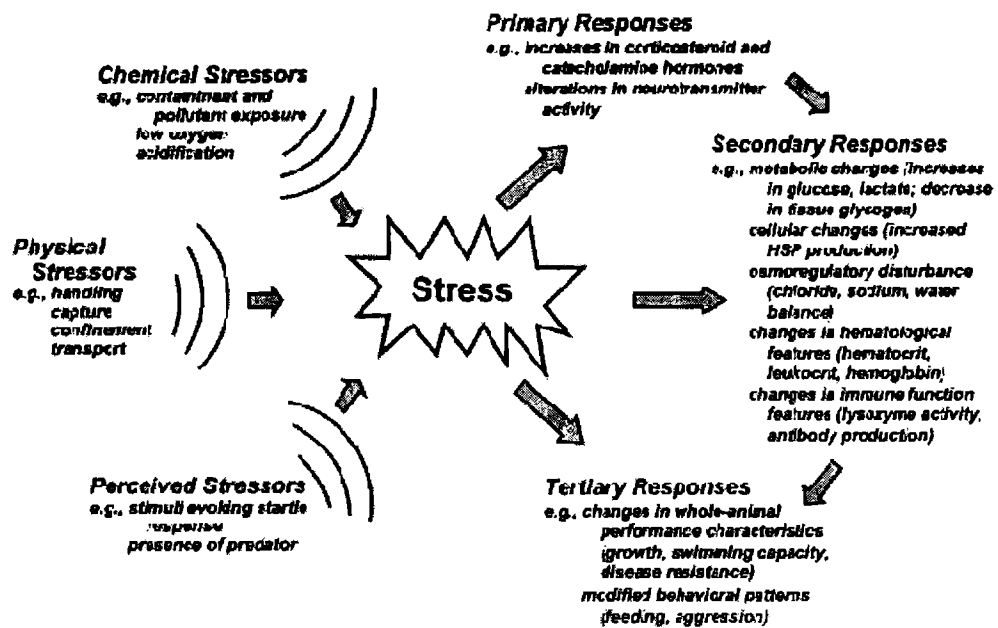 Chemical Stressors
e.g., contaminant and
pollutant exposure
low oxygen
acidification
Physical
Stressors
e.g., handling
capture
confinement
transport
Perceived Stressors
e.g., stimuli evoking startle
response
presence of predator
Stress
Primary Responses
e.g., increases in corticosteroid and
catecholamine hormones
alterations in neurotransmitter
activity
Secondary Responses
e.g., metabolic changes (increases
in glucose, lactate; decrease
in tissue glycogen)
cellular changes (increased
HSP production)
osmoregulatory disturbance
(chloride, sodium, water
balance)
changes in hematological
features (hematocrit,
leukocrit, hemoglobin)
changes in immune function
features (lysozyme activity,
antibody production)
Tertiary Responses
e.g., changes in whole-animal
performance characteristics
(growth, swimming capacity,
disease resistance)
modified behavioral patterns
(feeding, aggression)